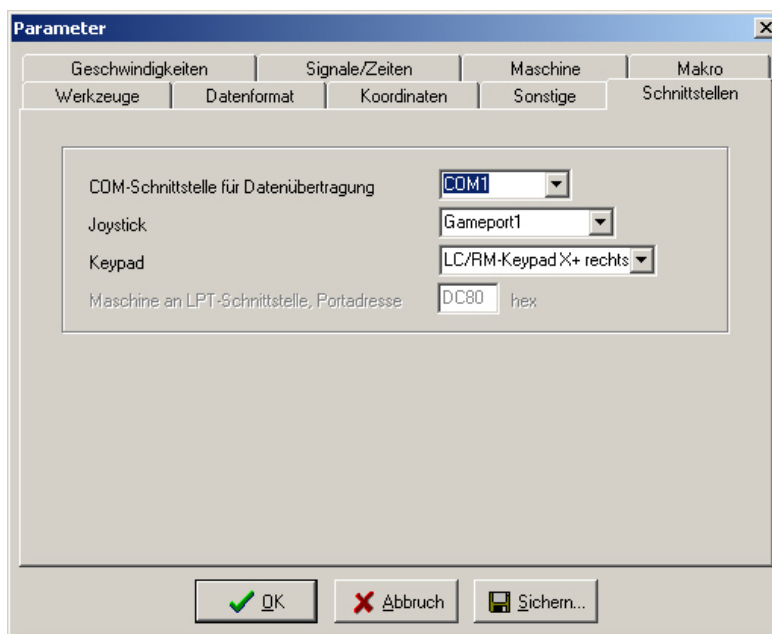 Parameter
Geschwindigkeiten Signale/Zeiten Maschine Makro
Werkzeuge Datenformat Koordinaten Sonstige Schnittstellen
COM-Schnittstelle für Datenübertragung COM1
Joystick Gameport1
Keypad LC/RM-Keypad X+ rechts
Maschine an LPT-Schnittstelle, Portadresse DC80 hex
OK Abbruch Sichern...